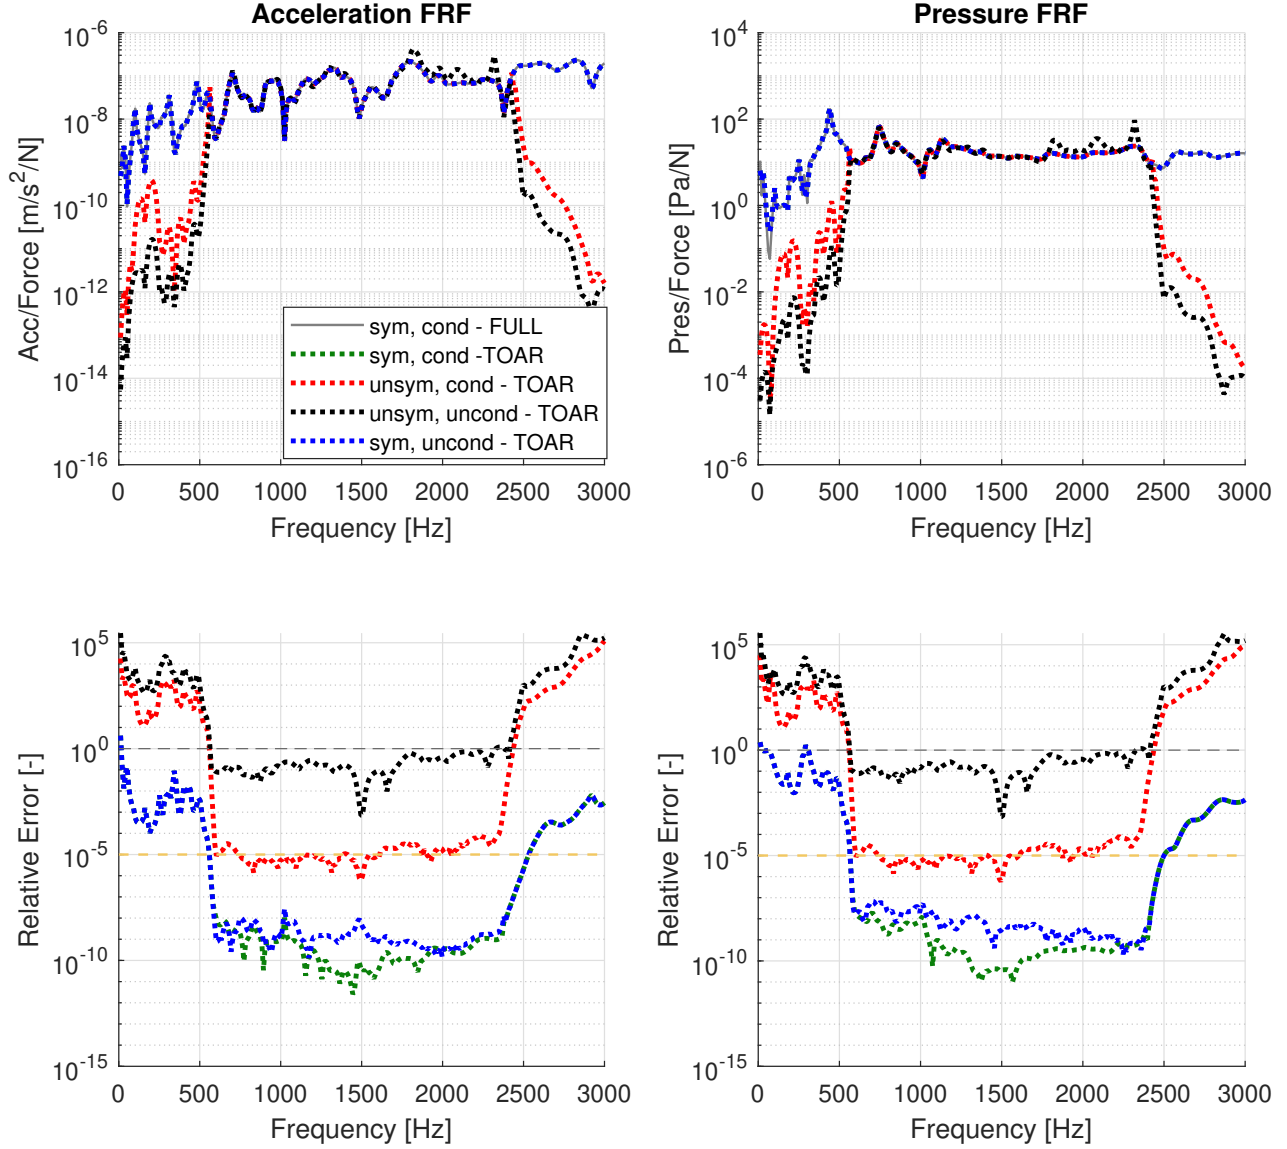 Acceleration FRF
10^-6
10^-8
10^-10
10^-12
10^-14
10^-16
Acc/Force [m/s^2/N]
sym, cond - FULL
sym, cond -TOAR
unsym, cond - TOAR
unsym, uncond - TOAR
sym, uncond - TOAR
0 500 1000 1500 2000 2500 3000
Frequency [Hz]
Pressure FRF
10^4
10^2
10^0
10^-2
10^-4
10^-6
Pres/Force [Pa/N]
0 500 1000 1500 2000 2500 3000
Frequency [Hz]
10^5
10^0
10^-5
10^-10
10^-15
Relative Error [-]
0 500 1000 1500 2000 2500 3000
Frequency [Hz]
10^5
10^0
10^-5
10^-10
10^-15
Relative Error [-]
0 500 1000 1500 2000 2500 3000
Frequency [Hz]